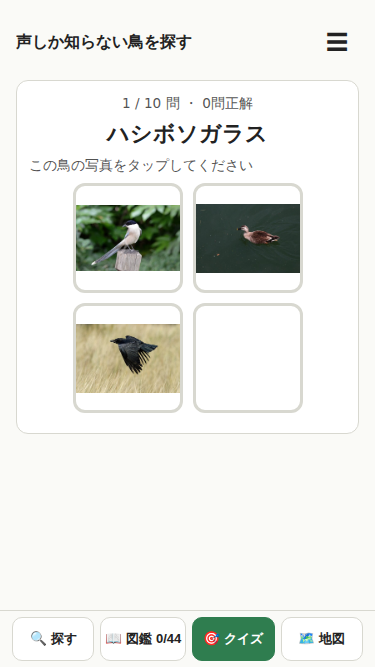 声しか知らない鳥を探す
1 / 10 問 ・ 0問正解
ハシボソガラス
この鳥の写真をタップしてください
🔍 探す
📖 図鑑 0/44
🎯 クイズ
🗺️ 地図